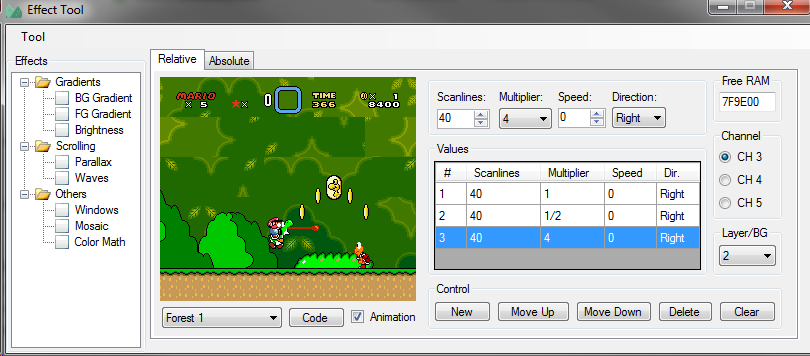 Effect Tool
Tool
Effects
Gradients
BG Gradient
FG Gradient
Brightness
Scrolling
Parallax
Waves
Others
Windows
Mosaic
Color Math
Relative Absolute
MARIO TIME × 1
× 5 ★× 0 366 8400
Forest 1 Code Animation
Scanlines: Multiplier: Speed: Direction:
40 4 0 Right
Values
# Scanlines Multiplier Speed Dir.
1 40 1 0 Right
2 40 1/2 0 Right
3 40 4 0 Right
Control
New Move Up Move Down Delete Clear
Free RAM
7F9E00
Channel
CH 3
CH 4
CH 5
Layer/BG
2